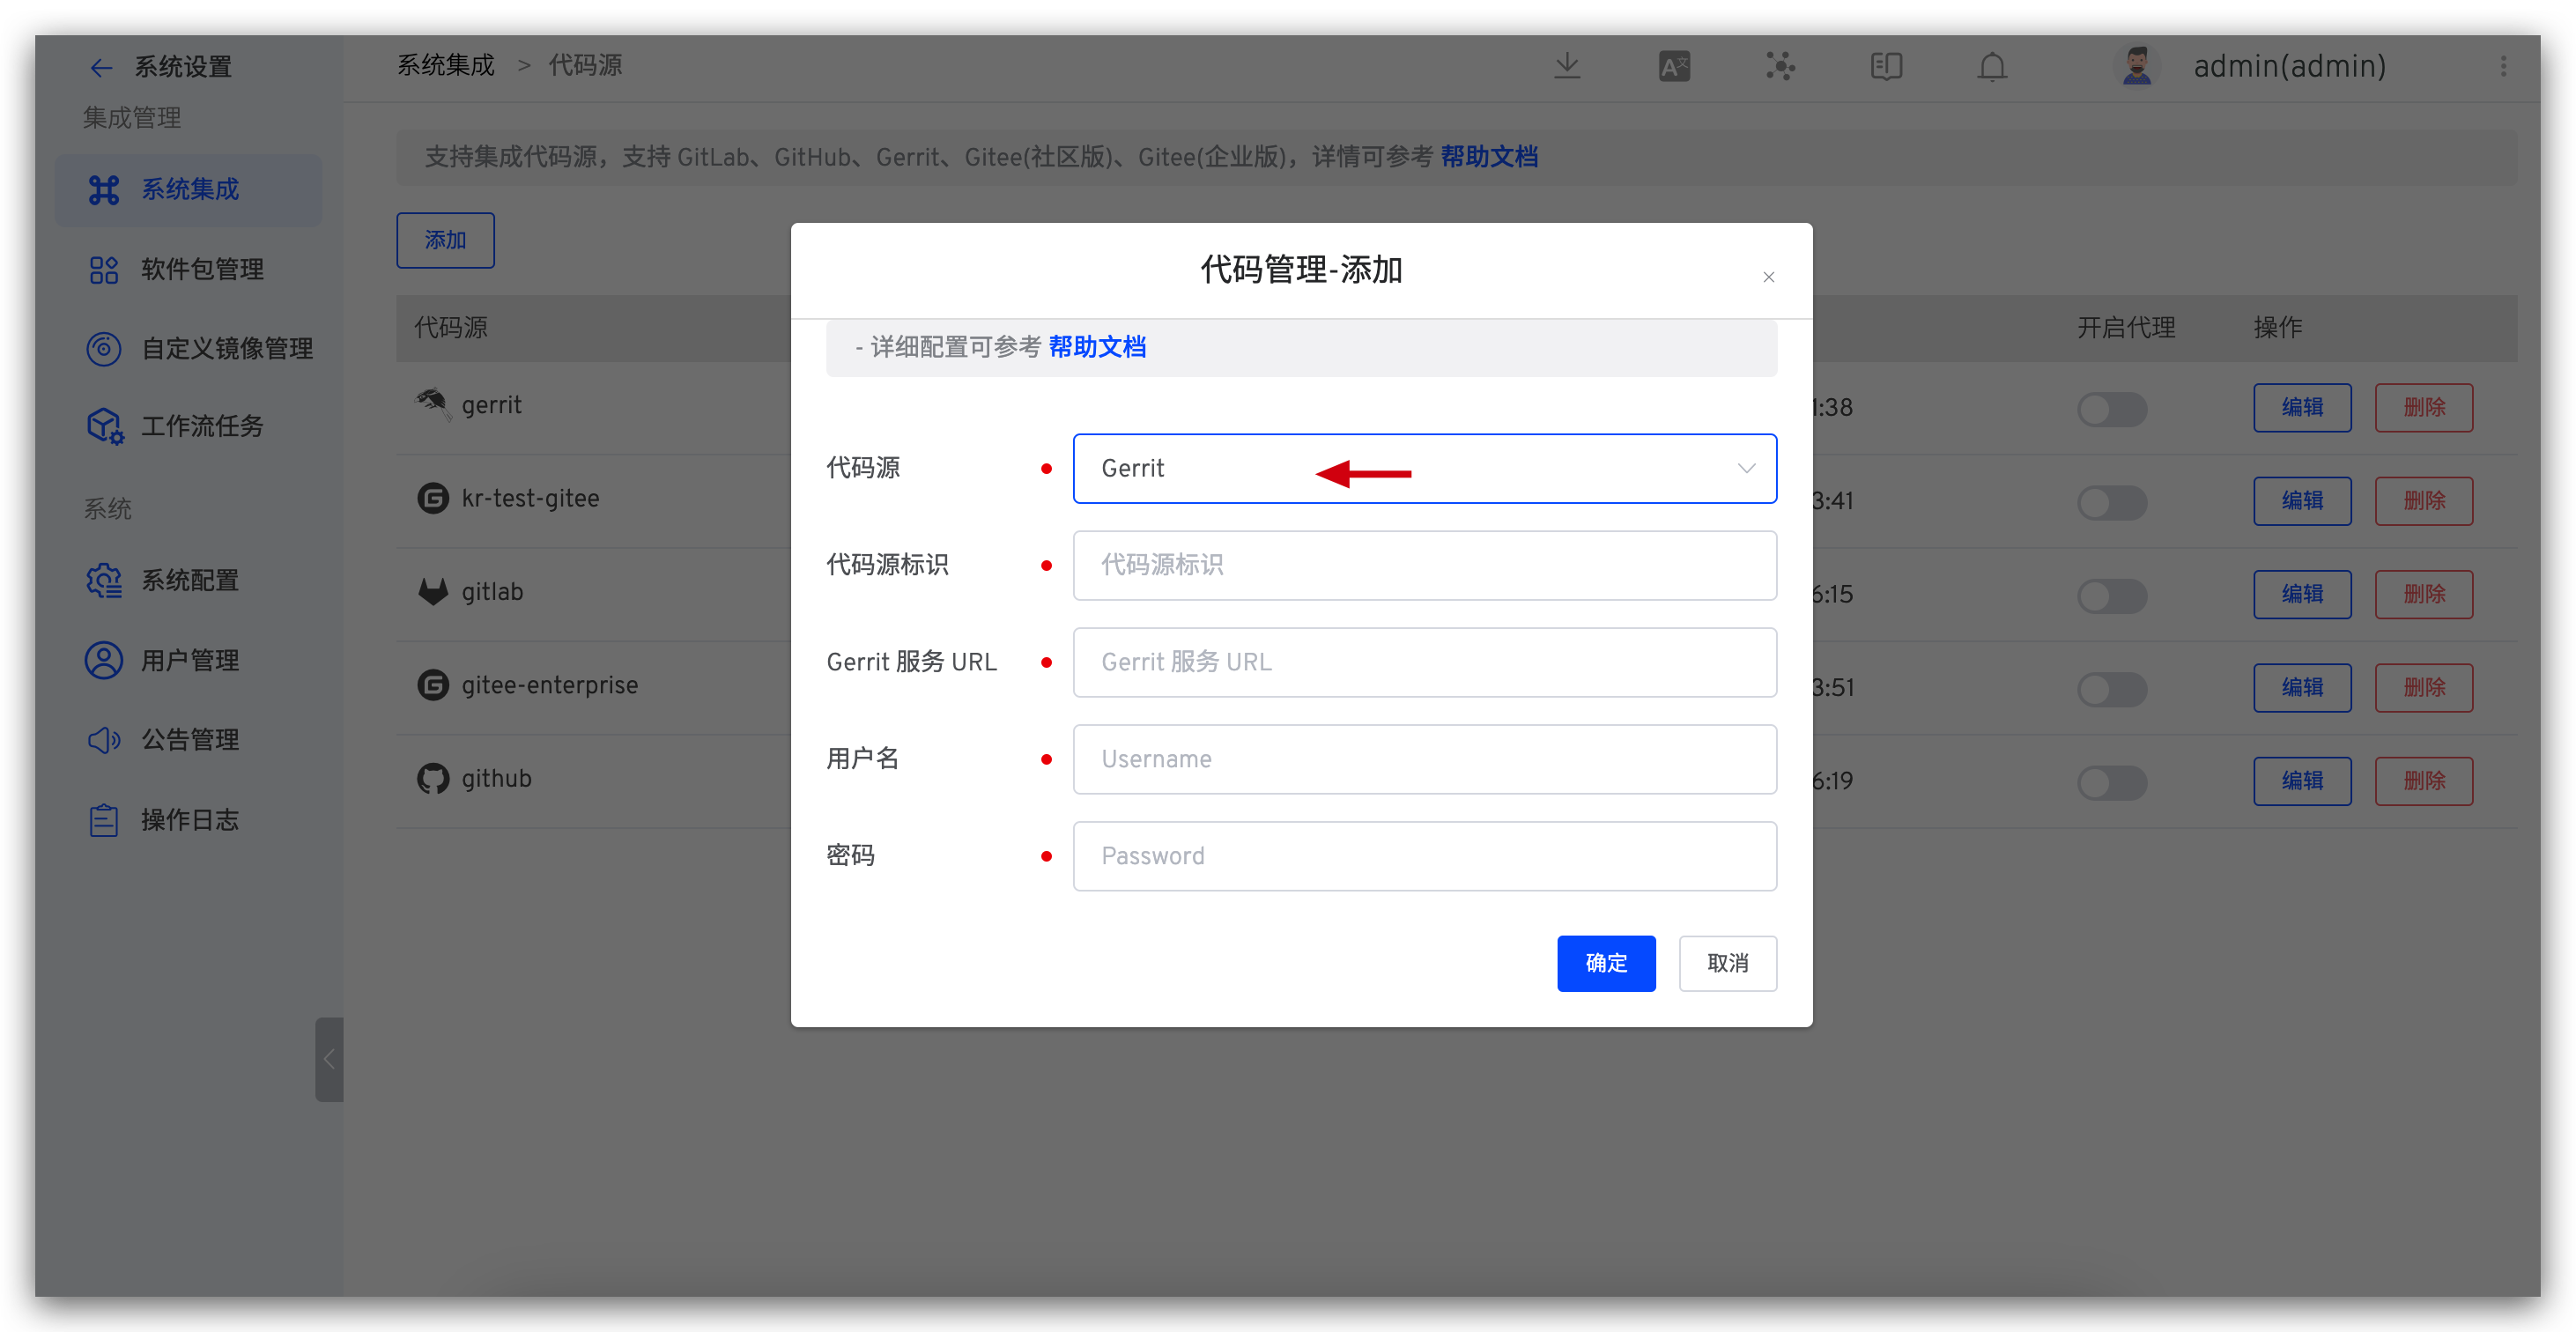 系统设置
集成管理
系统集成
软件包管理
自定义镜像管理
工作流任务
系统
系统配置
用户管理
公告管理
操作日志
系统集成 > 代码源
admin(admin)
支持集成代码源，支持 GitLab、GitHub、Gerrit、Gitee(社区版)、Gitee(企业版)，详情可参考 帮助文档
添加
代码源 开启代理 操作
gerrit 1:38 编辑 删除
kr-test-gitee 3:41 编辑 删除
gitlab 6:15 编辑 删除
gitee-enterprise 3:51 编辑 删除
github 6:19 编辑 删除
代码管理-添加
- 详细配置可参考 帮助文档
代码源 Gerrit
代码源标识 代码源标识
Gerrit 服务 URL Gerrit 服务 URL
用户名 Username
密码 Password
确定 取消